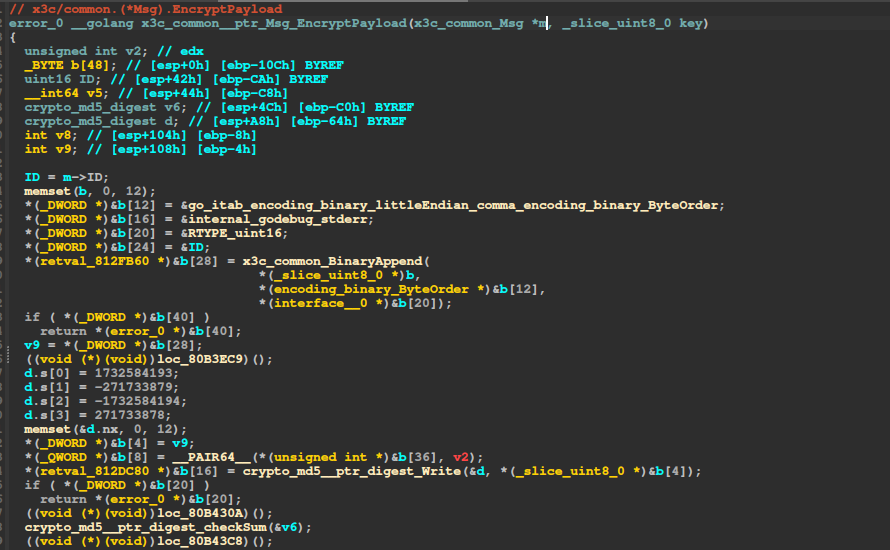 // x3c/common.(*Msg).EncryptPayload
error_0 __golang x3c_common__ptr_Msg_EncryptPayload(x3c_common_Msg *m, _slice_uint8_0 key)
{
unsigned int v2; // edx
_BYTE b[48]; // [esp+0h] [ebp-10Ch] BYREF
uint16 ID; // [esp+42h] [ebp-CAh] BYREF
__int64 v5; // [esp+44h] [ebp-C8h]
crypto_md5_digest v6; // [esp+4Ch] [ebp-C0h] BYREF
crypto_md5_digest d; // [esp+A8h] [ebp-64h] BYREF
int v8; // [esp+104h] [ebp-8h]
int v9; // [esp+108h] [ebp-4h]
ID = m->ID;
memset(b, 0, 12);
*(_DWORD *)&b[12] = &go_itab_encoding_binary_littleEndian_comma_encoding_binary_ByteOrder;
*(_DWORD *)&b[16] = &internal_godebug_stderr;
*(_DWORD *)&b[20] = &RTYPE_uint16;
*(_DWORD *)&b[24] = &ID;
*(retval_812FB60 *)&b[28] = x3c_common_BinaryAppend(
*(_slice_uint8_0 *)b,
*(encoding_binary_ByteOrder *)&b[12],
*(interface__0 *)&b[20]);
if ( *(_DWORD *)&b[40] )
return *(error_0 *)&b[40];
v9 = *(_DWORD *)&b[28];
((void (*)(void))loc_80B3EC9)();
d.s[0] = 1732584193;
d.s[1] = -271733879;
d.s[2] = -1732584194;
d.s[3] = 271733878;
memset(&d.nx, 0, 12);
*(_DWORD *)&b[4] = v9;
*(_QWORD *)&b[8] = __PAIR64__(*(unsigned int *)&b[36], v2);
*(retval_812DC80 *)&b[16] = crypto_md5__ptr_digest_Write(&d, *(_slice_uint8_0 *)&b[4]);
if ( *(_DWORD *)&b[20] )
return *(error_0 *)&b[20];
((void (*)(void))loc_80B430A)();
crypto_md5__ptr_digest_checkSum(&v6);
((void (*)(void))loc_80B43C8)();